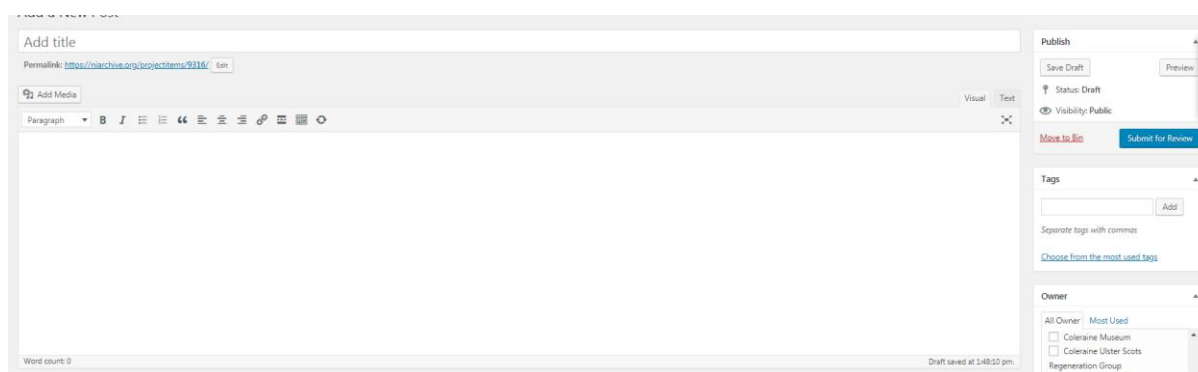 Add a New Post
Add title
Permalink: https://niarchive.org/projectitems/9316/ Edit
Add Media
Visual Text
Paragraph B I
Word count: 0
Draft saved at 1:48:10 pm.
Publish
Save Draft Preview
Status: Draft
Visibility: Public
Move to Bin Submit for Review
Tags
Add
Separate tags with commas
Choose from the most used tags
Owner
All Owner Most Used
Coleraine Museum
Coleraine Ulster Scots
Regeneration Group